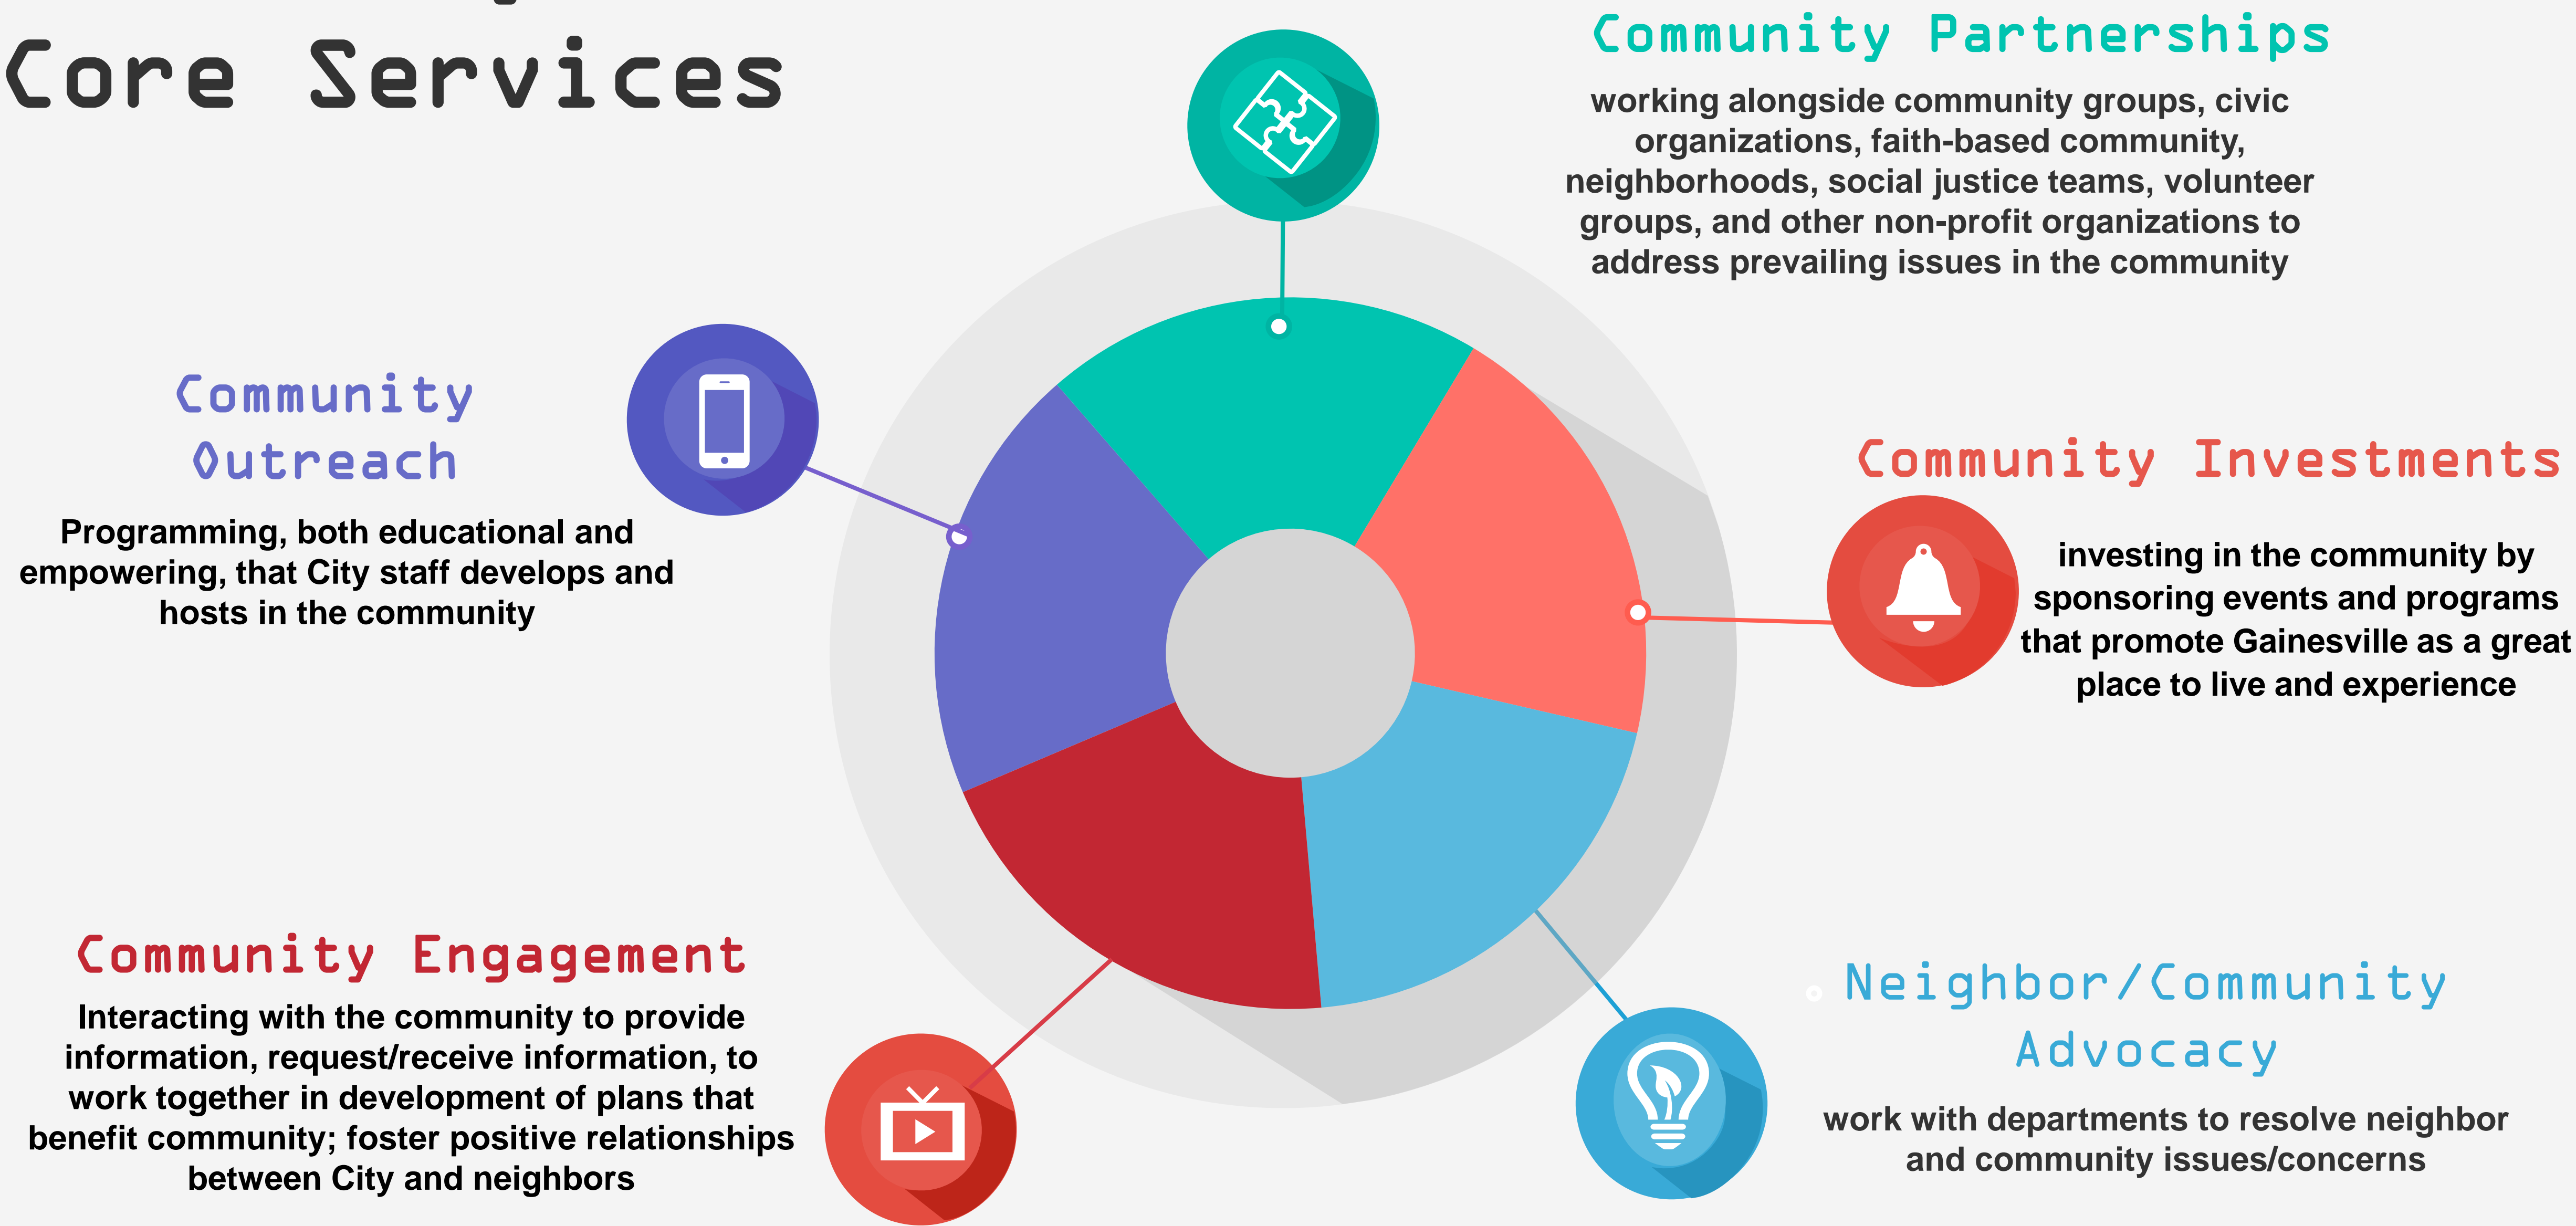 Core Services
Community Partnerships
working alongside community groups, civic
organizations, faith-based community,
neighborhoods, social justice teams, volunteer
groups, and other non-profit organizations to
address prevailing issues in the community
Community
Outreach
Programming, both educational and
empowering, that City staff develops and
hosts in the community
Community Investments
investing in the community by
sponsoring events and programs
that promote Gainesville as a great
place to live and experience
Community Engagement
Interacting with the community to provide
information, request/receive information, to
work together in development of plans that
benefit community; foster positive relationships
between City and neighbors
Neighbor/Community
Advocacy
work with departments to resolve neighbor
and community issues/concerns